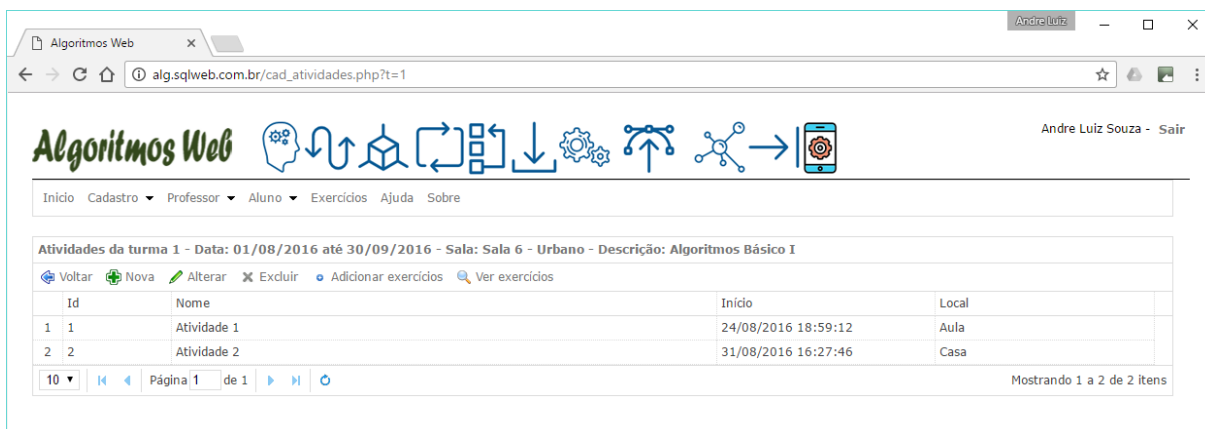 Andre Luiz
Algoritmos Web
alg.sqlweb.com.br/cad_atividades.php?t=1
Algoritmos Web
Andre Luiz Souza - Sair
Inicio Cadastro Professor Aluno Exercícios Ajuda Sobre
Atividades da turma 1 - Data: 01/08/2016 até 30/09/2016 - Sala: Sala 6 - Urbano - Descrição: Algoritmos Básico I
Voltar Nova Alterar Excluir Adicionar exercícios Ver exercícios
Id Nome Início Local
1 1 Atividade 1 24/08/2016 18:59:12 Aula
2 2 Atividade 2 31/08/2016 16:27:46 Casa
10 Página 1 de 1 Mostrando 1 a 2 de 2 itens